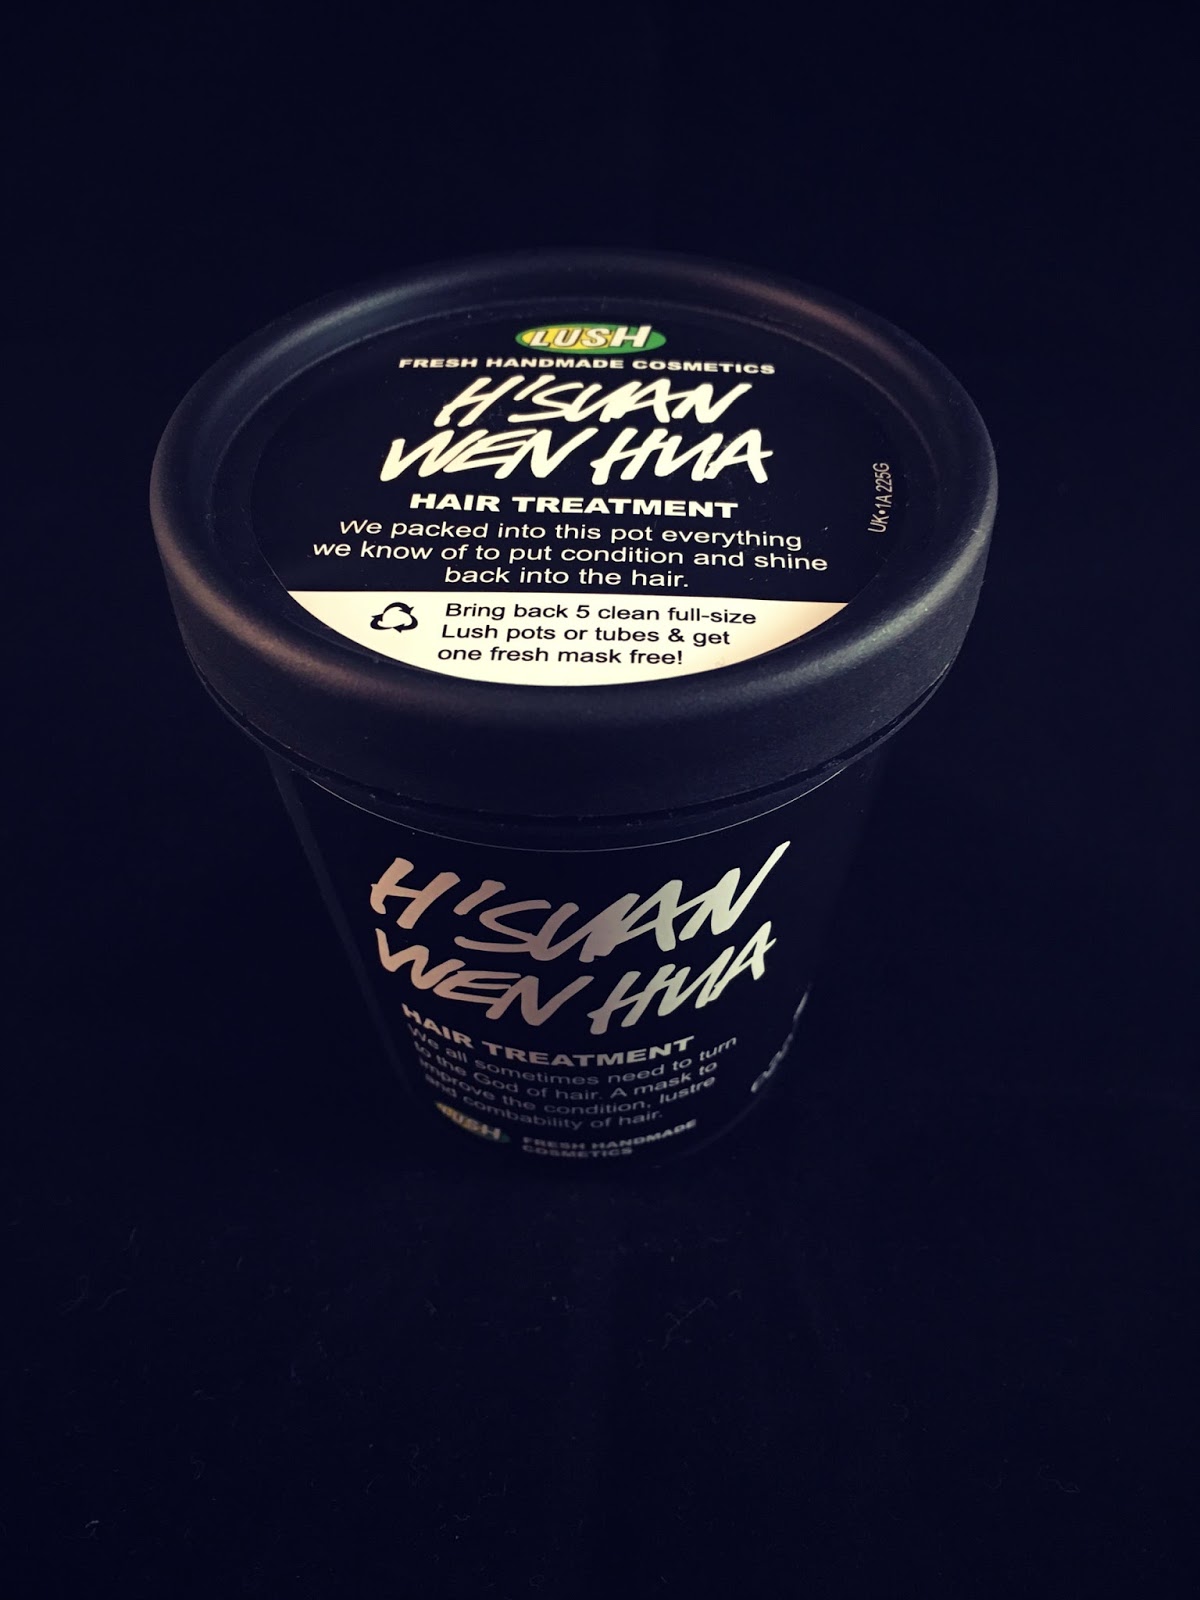 LUSH
FRESH HANDMADE COSMETICS
H'SUAN
WEN HUA
HAIR TREATMENT
We packed into this pot everything
we know of to put condition and shine
back into the hair.
Bring back 5 clean full-size
Lush pots or tubes & get
one fresh mask free!
UK•1A 225G
H'SUAN
WEN HUA
HAIR TREATMENT
We all sometimes need to turn
to the God of hair. A mask to
improve the condition, lustre
and combability of hair.
LUSH
FRESH HANDMADE
COSMETICS